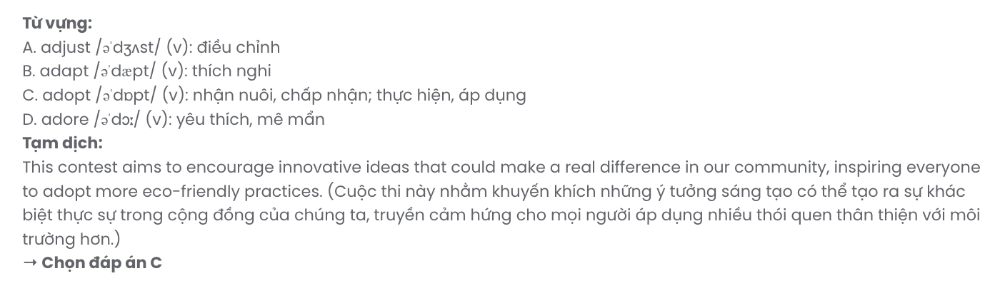 Từ vựng:
A. adjust /əˈdʒʌst/ (v): điều chỉnh
B. adapt /əˈdæpt/ (v): thích nghi
C. adopt /əˈdɒpt/ (v): nhận nuôi, chấp nhận; thực hiện, áp dụng
D. adore /əˈdɔː/ (v): yêu thích, mê mẩn
Tạm dịch:
This contest aims to encourage innovative ideas that could make a real difference in our community, inspiring everyone
to adopt more eco-friendly practices. (Cuộc thi này nhằm khuyến khích những ý tưởng sáng tạo có thể tạo ra sự khác
biệt thực sự trong cộng đồng của chúng ta, truyền cảm hứng cho mọi người áp dụng nhiều thói quen thân thiện với môi
trường hơn.)
→ Chọn đáp án C